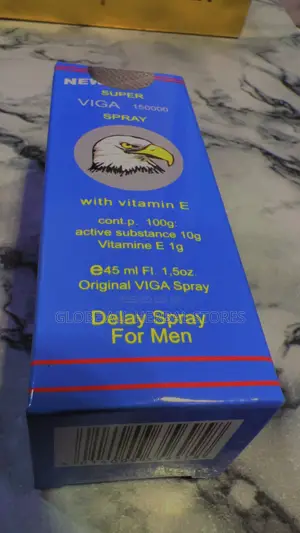 NEW
SUPER
VIGA 150000
SPRAY
with vitamin E
cont.p. 100g:
active substance 10g
Vitamine E 1g
℮45 ml Fl. 1,5oz
Original VIGA Spray
Delay Spray
For Men